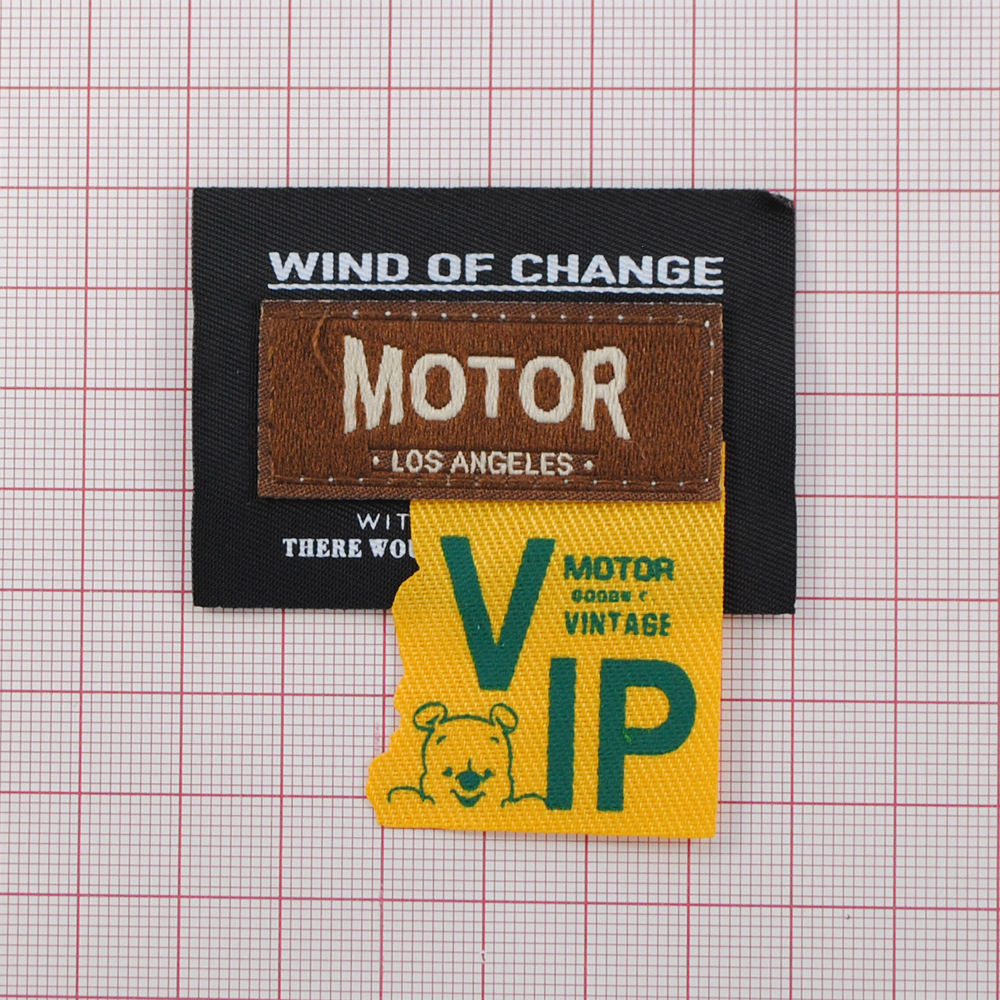 WIND OF CHANGE
MOTOR
• LOS ANGELES •
WIT
THERE WOU
VIP
MOTOR
VINTAGE